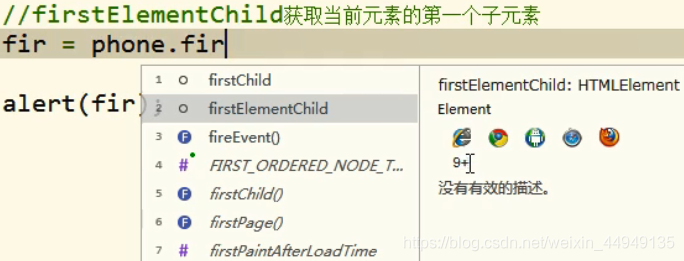 //firstElementChild获取当前元素的第一个子元素
fir = phone.fir
alert(fir)
1 firstChild
2 firstElementChild
3 F fireEvent()
4 # FIRST_ORDERED_NODE_T...
5 F firstChild()
6 F firstPage()
7 # firstPaintAfterLoadTime
firstElementChild: HTMLElement
Element
9+
没有有效的描述。
https://blog.csdn.net/weixin_44949135